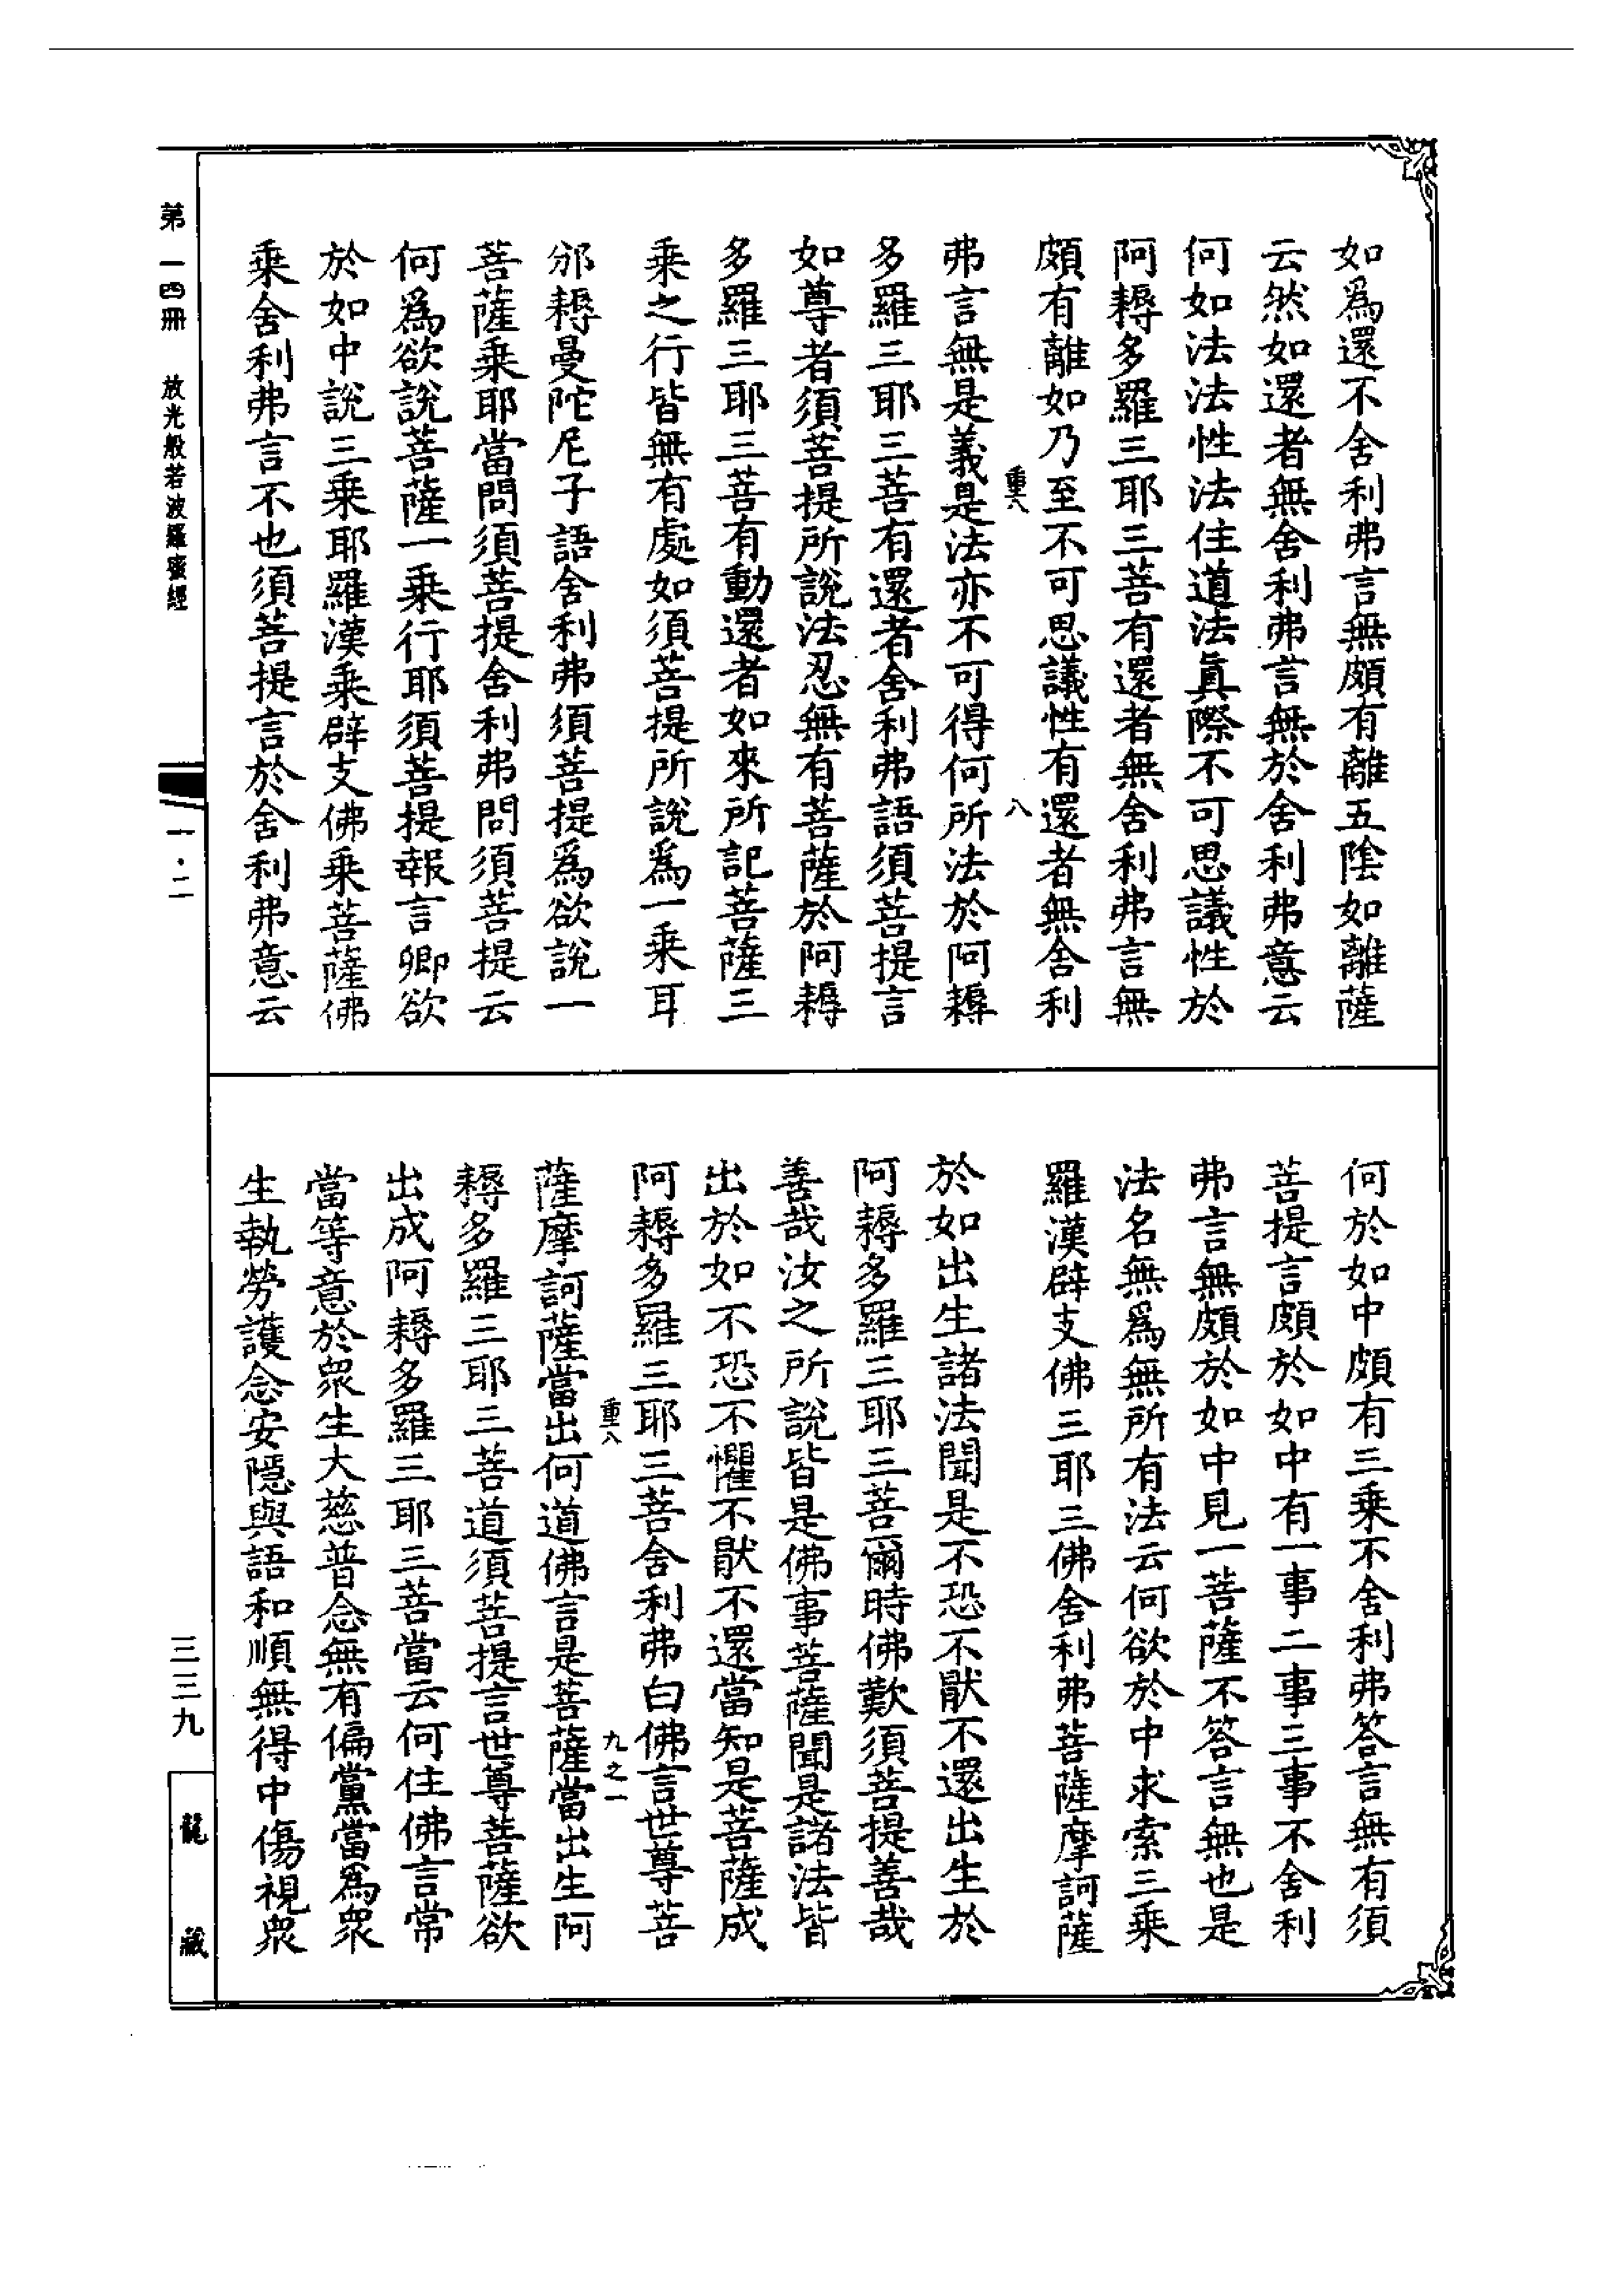 如爲還不舍利弗言無頗有離五陰如離薩
云然如還者無舍利弗言無於舍利弗意云
何如法法性法住道法眞際不可思議性於
阿耨多羅三耶三菩有還者無舍利弗言無
頗有離如乃至不可思議性有還者無舍利
重八
八
弗言無是義是法亦不可得何所法於阿耨
多羅三耶三菩有還者舍利弗語須菩提言
如尊者須菩提所說法忍無有菩薩於阿耨
多羅三耶三菩有動還者如來所記菩薩三
乘之行皆無有處如須菩提所說爲一乘耳
邠耨曼陀尼子語舍利弗須菩提爲欲說一
菩薩乘耶當問須菩提舍利弗問須菩提云
何爲欲說菩薩一乘行耶須菩提報言卿欲
於如中說三乘耶羅漢乘辟支佛乘菩薩佛
乘舍利弗言不也須菩提言於舍利弗意云
何於如中頗有三乘不舍利弗答言無有須
菩提言頗於如中有一事二事三事不舍利
弗言無頗於如中見一菩薩不答言無也是
法名無爲無所有法云何欲於中求索三乘
羅漢辟支佛三耶三佛舍利弗菩薩摩訶薩
於如出生諸法聞是不恐不猒不還出生於
阿耨多羅三耶三菩爾時佛歎須菩提善哉
善哉汝之所說皆是佛事菩薩聞是諸法皆
出於如不恐不懼不猒不還當知是菩薩成
阿耨多羅三耶三菩舍利弗白佛言世尊菩
重八
九之一
薩摩訶薩當出何道佛言是菩薩當出生阿
耨多羅三耶三菩道須菩提言世尊菩薩欲
出成阿耨多羅三耶三菩當云何住佛言常
當等意於衆生大慈普念無有偏黨當爲衆
生執勞護念安隱與語和順無得中傷視衆
第一四冊 放光般若波羅蜜經
一·二
三三九
龍藏